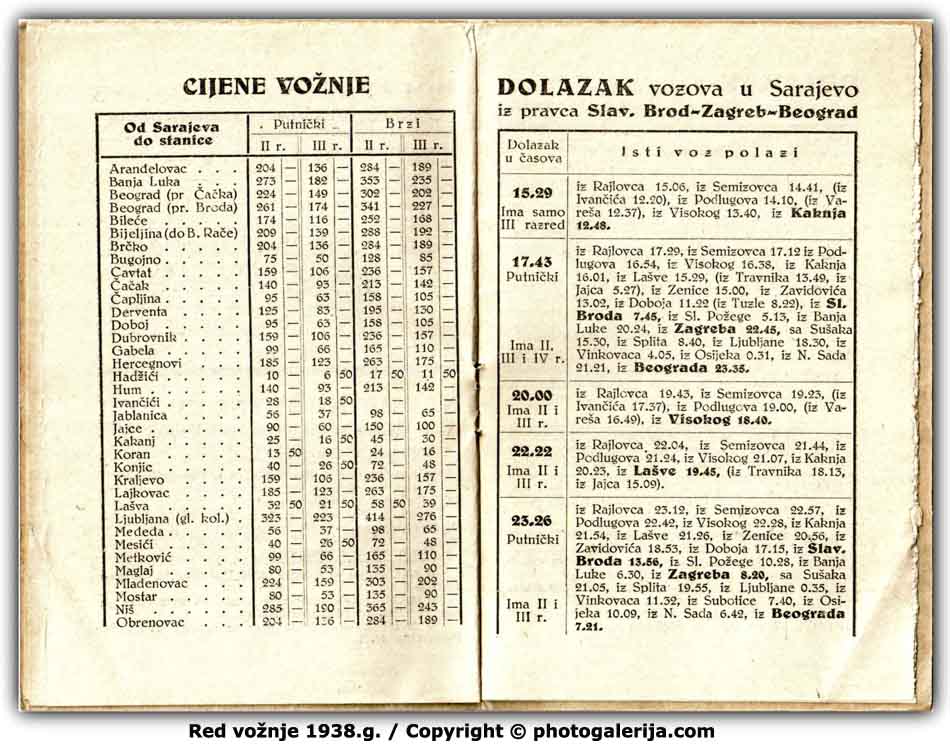 CIJENE VOŽNJE
Od Sarajeva do stanice | Putnički | Brzi
II r. | III r. | II r. | III r.
Aranđelovac . . . 204 — 136 — 284 — 189 —
Banja Luka . . . 273 — 182 — 353 — 235 —
Beograd (pr. Čačka) 224 — 149 — 302 — 202 —
Beograd (pr. Broda) 261 — 174 — 341 — 227 —
Bileće . . . . . 174 — 116 — 252 — 168 —
Bijeljina (do B. Rače) 209 — 139 — 288 — 192 —
Brčko . . . . . 204 — 136 — 284 — 189 —
Bugojno . . . . 75 — 50 — 128 — 85 —
Cavtat . . . . . 159 — 106 — 236 — 157 —
Čačak . . . . . 140 — 93 — 213 — 142 —
Čapljina . . . . 95 — 63 — 158 — 105 —
Derventa . . . . 125 — 83 — 195 — 130 —
Doboj . . . . . 95 — 63 — 158 — 105 —
Dubrovnik . . . . 159 — 106 — 236 — 157 —
Gabela . . . . . 99 — 66 — 165 — 110 —
Hercegnovi . . . 185 — 123 — 263 — 175 —
Hadžići . . . . . 10 — 6 50 17 50 11 50
Hum . . . . . . 140 — 93 — 213 — 142 —
Ivančići . . . . . 28 — 18 50
Jablanica . . . . 56 — 37 — 98 — 65 —
Jajce . . . . . . 90 — 60 — 150 — 100 —
Kakanj . . . . . 25 — 16 50 45 — 30 —
Koran . . . . . 13 50 9 — 24 — 16 —
Konjic . . . . . 40 — 26 50 72 — 48 —
Kraljevo . . . . 159 — 106 — 236 — 157 —
Lajkovac . . . . 185 — 123 — 263 — 175 —
Lašva . . . . . 32 50 21 50 58 50 39 —
Ljubljana (gl. kol.) . 323 — 223 — 414 — 276 —
Međeđa . . . . . 56 — 37 — 98 — 65 —
Mesići . . . . . 40 — 26 50 72 — 48 —
Metković . . . . 99 — 66 — 165 — 110 —
Maglaj . . . . . 80 — 53 — 135 — 90 —
Mladenovac . . . 224 — 159 — 303 — 202 —
Mostar . . . . . 80 — 53 — 135 — 90 —
Niš . . . . . . 285 — 190 — 365 — 243 —
Obrenovac . . . 204 — 136 — 284 — 189 —
DOLAZAK vozova u Sarajevo
iz pravca Slav. Brod-Zagreb-Beograd
Dolazak u časova | Isti voz polazi
15.29
Ima samo
III razred
iz Rajlovca 15.06, iz Semizovca 14.41, (iz
Ivančića 12.20), iz Podlugova 14.10, (iz Va-
reša 12.37), iz Visokog 13.40, iz Kaknja
12.48.
17.43
Putnički
Ima II.
III i IV r.
iz Rajlovca 17.29, iz Semizovca 17.12 iz Pod-
lugova 16.54, iz Visokog 16.38, iz Kaknja
16.01, iz Lašve 15.29, (iz Travnika 13.49, iz
Jajca 5.27), iz Zenice 15.00, iz Zavidovića
13.02, iz Doboja 11.22 (iz Tuzle 8.22), iz Sl.
Broda 7.45, iz Sl. Požege 5.13, iz Banja
Luke 20.24, iz Zagreba 22.45, sa Sušaka
15.30, iz Splita 8.40, iz Ljubljane 18.30, iz
Vinkovaca 4.05, iz Osijeka 0.31, iz N. Sada
21.21, iz Beograda 23.35.
20.00
Ima II i
III r.
iz Rajlovca 19.43, iz Semizovca 19.23, (iz
Ivančića 17.37), iz Podlugova 19.00, (iz Va-
reša 16.49), iz Visokog 18.40.
22.22
Ima II i
III r.
iz Rajlovca 22.04, iz Semizovca 21.44, iz
Podlugova 21.24, iz Visokog 21.07, iz Kaknja
20.23, iz Lašve 19.45, (iz Travnika 18.13,
iz Jajca 15.09).
23.26
Putnički
Ima II i
III r.
iz Rajlovca 23.12, iz Semizovca 22.57, iz
Podlugova 22.42, iz Visokog 22.28, iz Kaknja
21.54, iz Lašve 21.26, iz Zenice 20.56, iz
Zavidovića 18.53, iz Doboja 17.15, iz Slav.
Broda 13.56, iz Sl. Požege 10.28, iz Banja
Luke 6.30, iz Zagreba 8.20, sa Sušaka
21.05, iz Splita 19.55, iz Ljubljane 0.35, iz
Vinkovaca 11.32, iz Subotice 7.40, iz Osi-
jeka 10.09, iz N. Sada 6.42, iz Beograda
7.21.
Red vožnje 1938.g. / Copyright © photogalerija.com